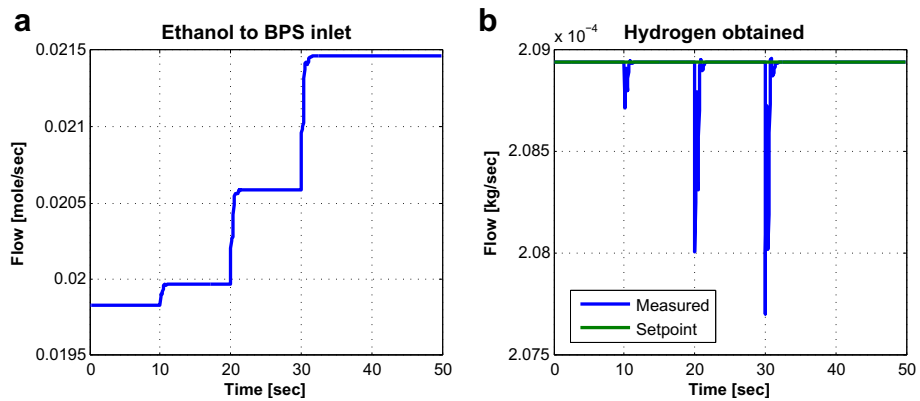 a
Ethanol to BPS inlet
0.0215
0.021
0.0205
0.02
0.0195
Flow [mole/sec]
0 10 20 30 40 50
Time [sec]
b
Hydrogen obtained
x 10⁻⁴
2.09
2.085
2.08
2.075
Flow [kg/sec]
Measured
Setpoint
0 10 20 30 40 50
Time [sec]